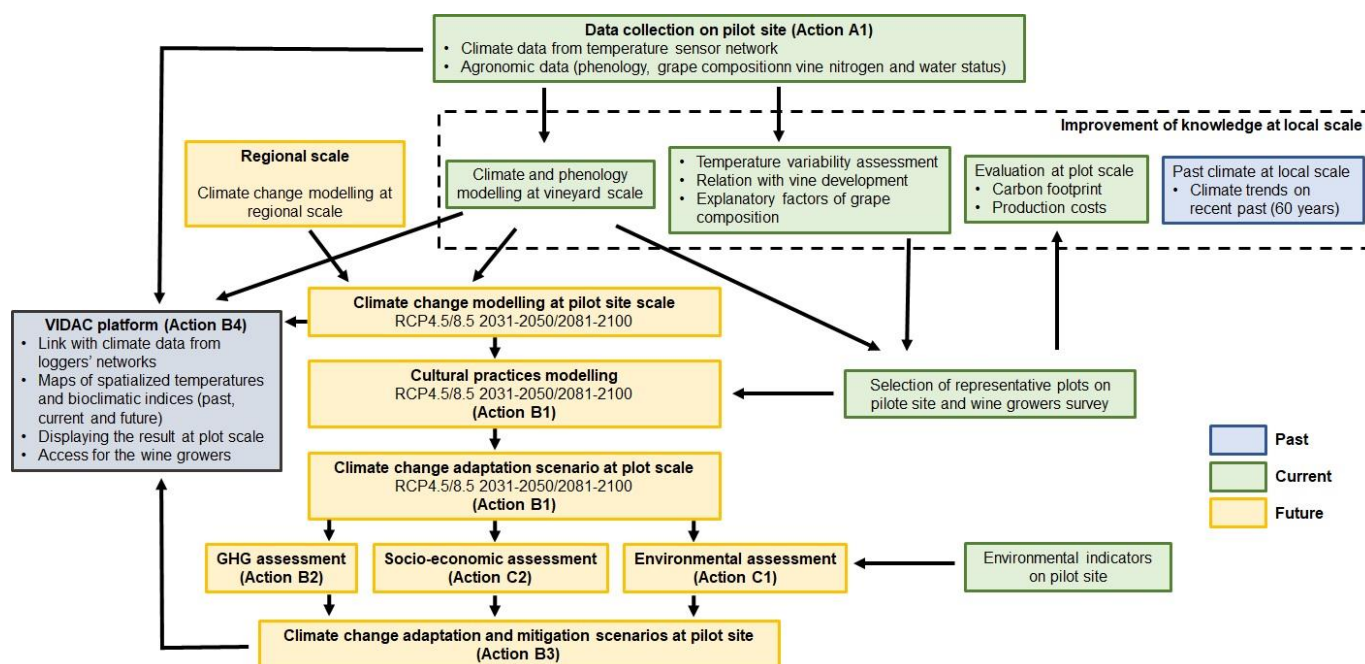 Data collection on pilot site (Action A1)
• Climate data from temperature sensor network
• Agronomic data (phenology, grape compositionn vine nitrogen and water status)
Improvement of knowledge at local scale
Regional scale
Climate change modelling at
regional scale
Climate and phenology
modelling at vineyard scale
• Temperature variability assessment
• Relation with vine development
• Explanatory factors of grape
composition
Evaluation at plot scale
• Carbon footprint
• Production costs
Past climate at local scale
• Climate trends on
recent past (60 years)
Climate change modelling at pilot site scale
RCP4.5/8.5 2031-2050/2081-2100
VIDAC platform (Action B4)
• Link with climate data from
loggers' networks
• Maps of spatialized temperatures
and bioclimatic indices (past,
current and future)
• Displaying the result at plot scale
• Access for the wine growers
Cultural practices modelling
RCP4.5/8.5 2031-2050/2081-2100
(Action B1)
Selection of representative plots on
pilote site and wine growers survey
Past
Current
Future
Climate change adaptation scenario at plot scale
RCP4.5/8.5 2031-2050/2081-2100
(Action B1)
GHG assessment
(Action B2)
Socio-economic assessment
(Action C2)
Environmental assessment
(Action C1)
Environmental indicators
on pilot site
Climate change adaptation and mitigation scenarios at pilot site
(Action B3)